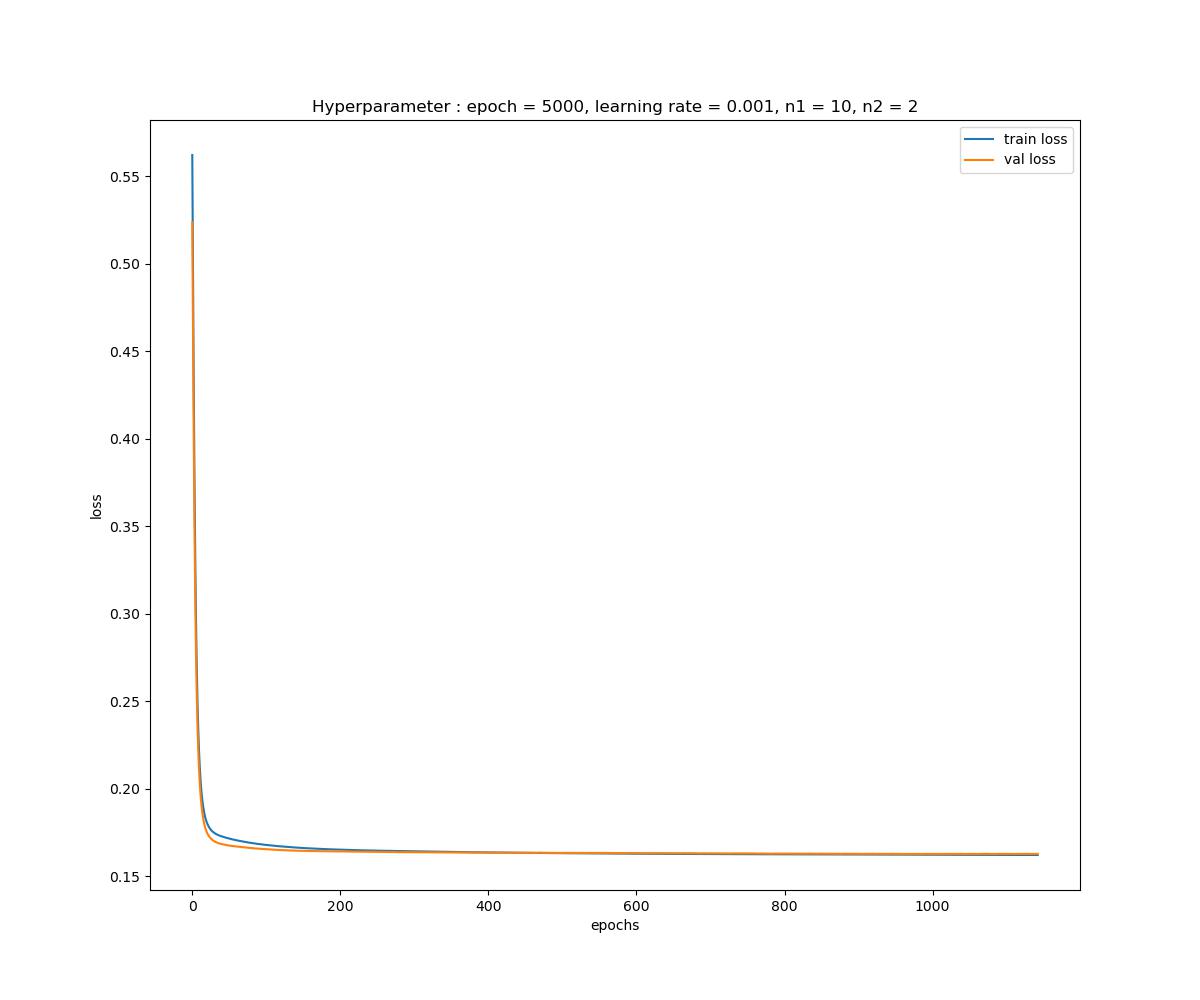 Hyperparameter : epoch = 5000, learning rate = 0.001, n1 = 10, n2 = 2
train loss
val loss
0.55
0.50
0.45
0.40
0.35
0.30
0.25
0.20
0.15
loss
0 200 400 600 800 1000
epochs